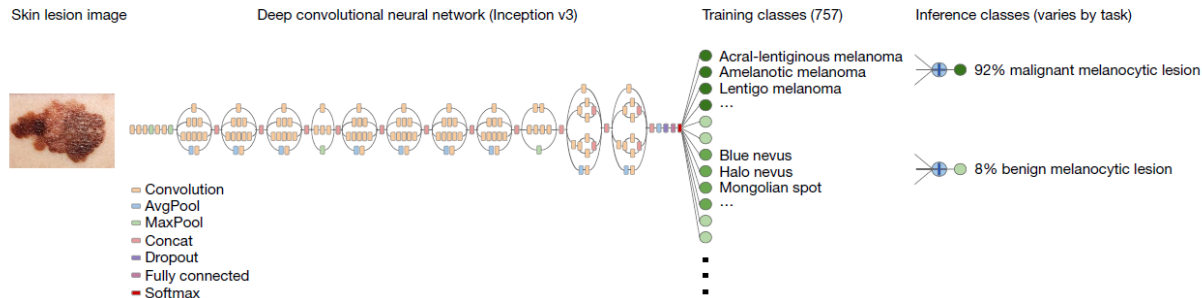 Skin lesion image
Deep convolutional neural network (Inception v3)
Training classes (757)
Inference classes (varies by task)
Acral-lentiginous melanoma
Amelanotic melanoma
Lentigo melanoma
...
Blue nevus
Halo nevus
Mongolian spot
...
92% malignant melanocytic lesion
8% benign melanocytic lesion
Convolution
AvgPool
MaxPool
Concat
Dropout
Fully connected
Softmax